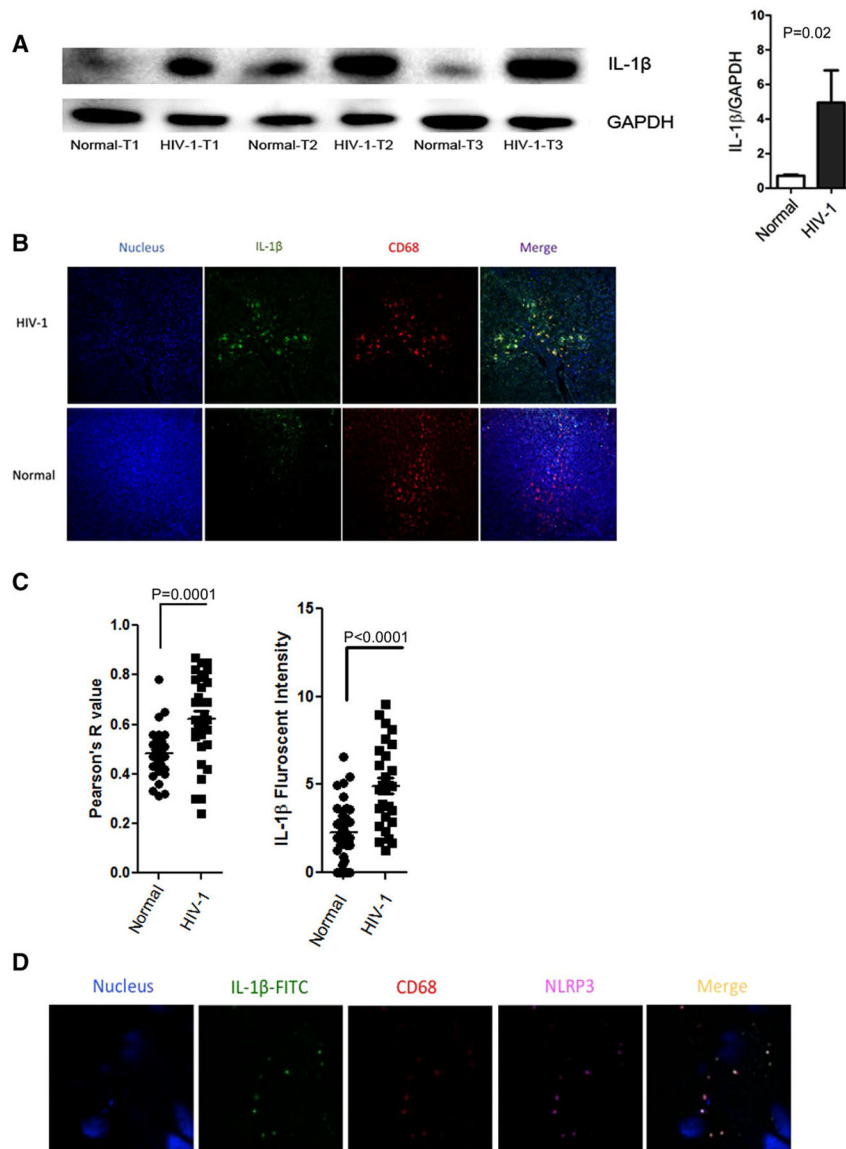 A
IL-1β
GAPDH
Normal-T1 HIV-1-T1 Normal-T2 HIV-1-T2 Normal-T3 HIV-1-T3
P=0.02
IL-1β/GAPDH
10
8
6
4
2
0
Normal HIV-1
B
Nucleus IL-1β CD68 Merge
HIV-1
Normal
C
P=0.0001
Pearson's R value
1.0
0.8
0.6
0.4
0.2
0.0
Normal HIV-1
P<0.0001
IL-1β Fluroscent Intensity
15
10
5
0
Normal HIV-1
D
Nucleus IL-1β-FITC CD68 NLRP3 Merge